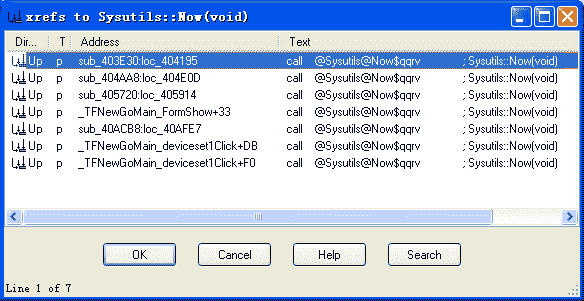 xrefs to Sysutils::Now(void)
Dir... T Address Text
Up p sub_403E30:loc_404195 call @Sysutils@Now$qqrv ; Sysutils::Now(void)
Up p sub_404AA8:loc_404E0D call @Sysutils@Now$qqrv ; Sysutils::Now(void)
Up p sub_405720:loc_405914 call @Sysutils@Now$qqrv ; Sysutils::Now(void)
Up p _TFNewGoMain_FormShow+33 call @Sysutils@Now$qqrv ; Sysutils::Now(void)
Up p sub_40ACB8:loc_40AFE7 call @Sysutils@Now$qqrv ; Sysutils::Now(void)
Up p _TFNewGoMain_deviceset1Click+DB call @Sysutils@Now$qqrv ; Sysutils::Now(void)
Up p _TFNewGoMain_deviceset1Click+F0 call @Sysutils@Now$qqrv ; Sysutils::Now(void)
OK Cancel Help Search
Line 1 of 7